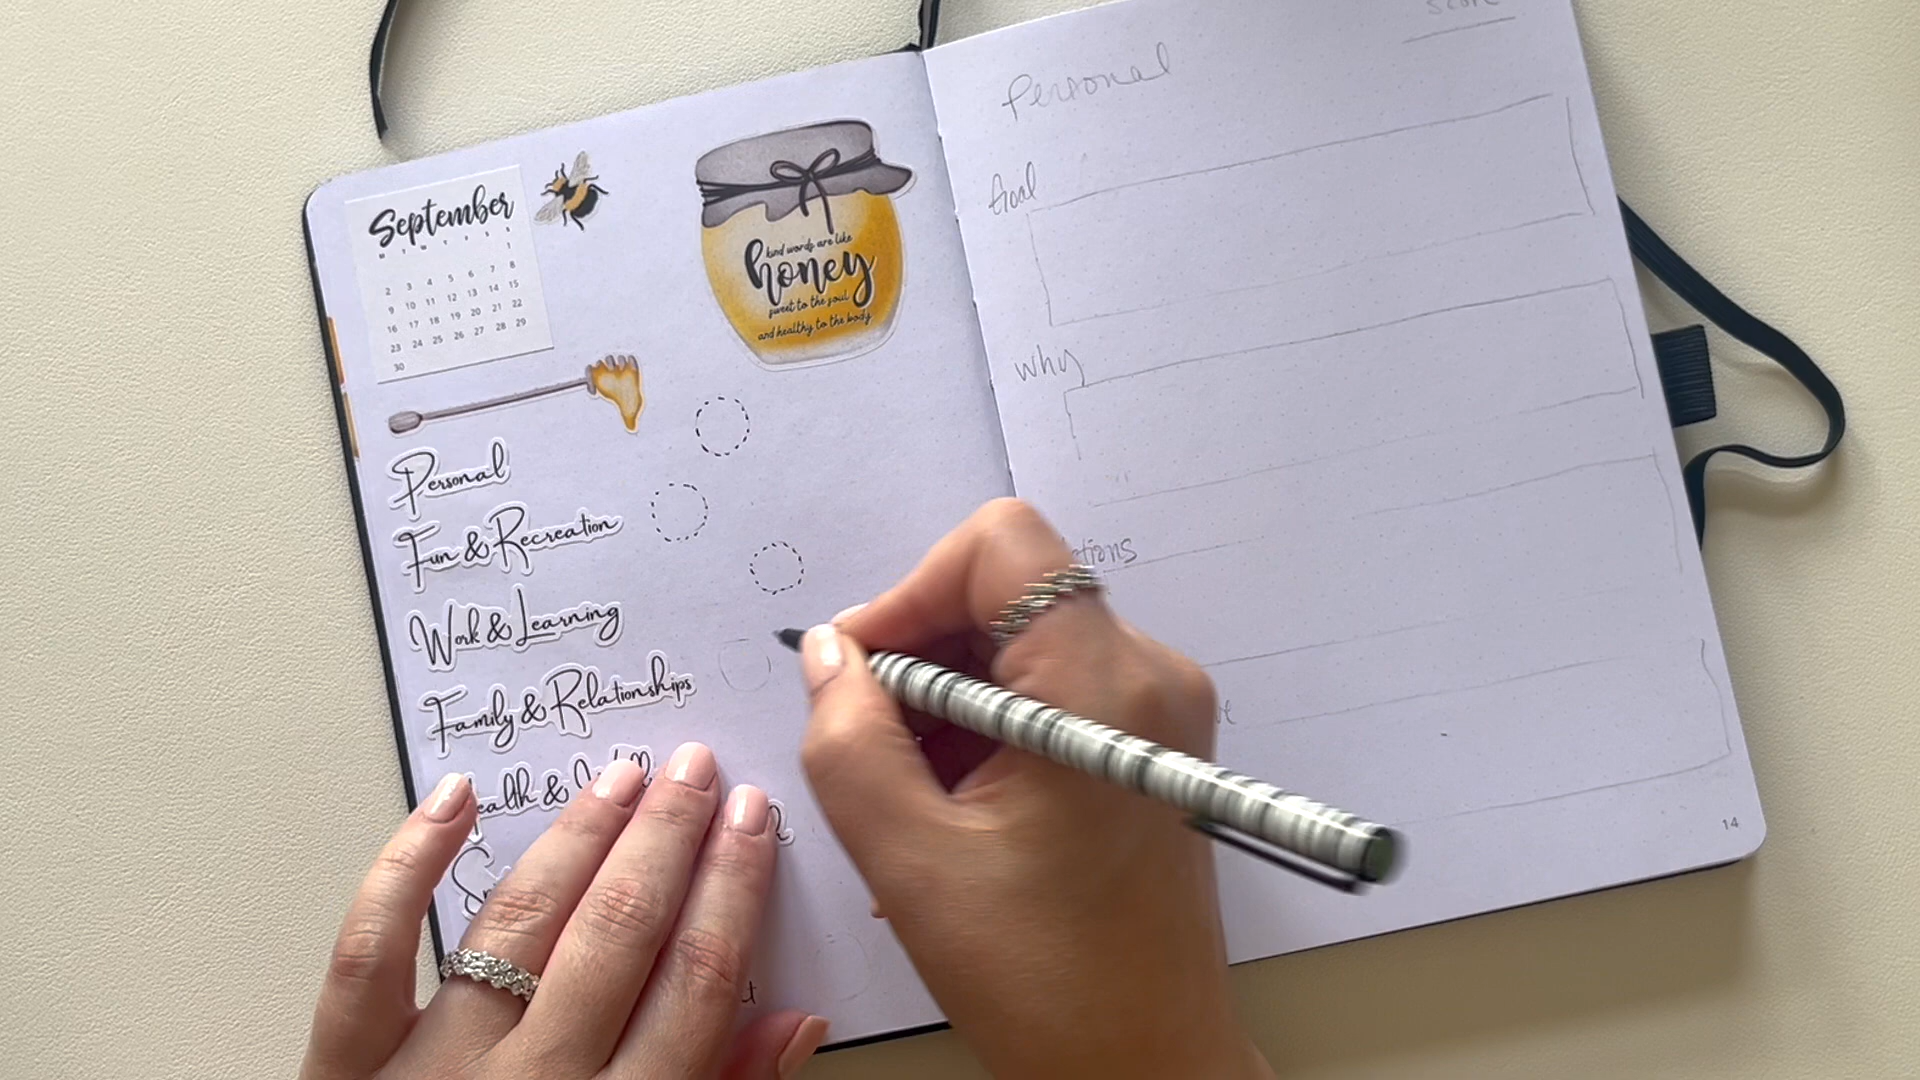 September
M T W T F S S
1
2 3 4 5 6 7 8
9 10 11 12 13 14 15
16 17 18 19 20 21 22
23 24 25 26 27 28 29
30
kind words are like
honey
sweet to the soul
and healthy to the body
Personal
Fun & Recreation
Work & Learning
Family & Relationships
Health &
score
Personal
Goal
Why
14